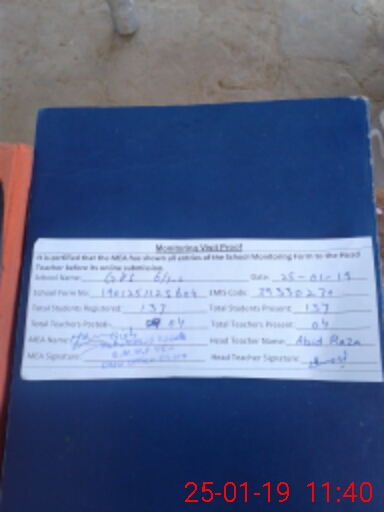 Monitoring Visit Proof
It is certified that the MEA has shown all entries of the School Monitoring Form to the Head
Teacher before its online submission.
School Name: GPS Date: 25-01-19
School Form No: EMIS Code:
Total Students Registered: 137 Total Students Present: 137
Total Teachers Posted: 04 Total Teachers Present: 04
MEA Name: Head Teacher Name: Abid Raza
MEA Signature: Head Teacher Signature:
25-01-19 11:40